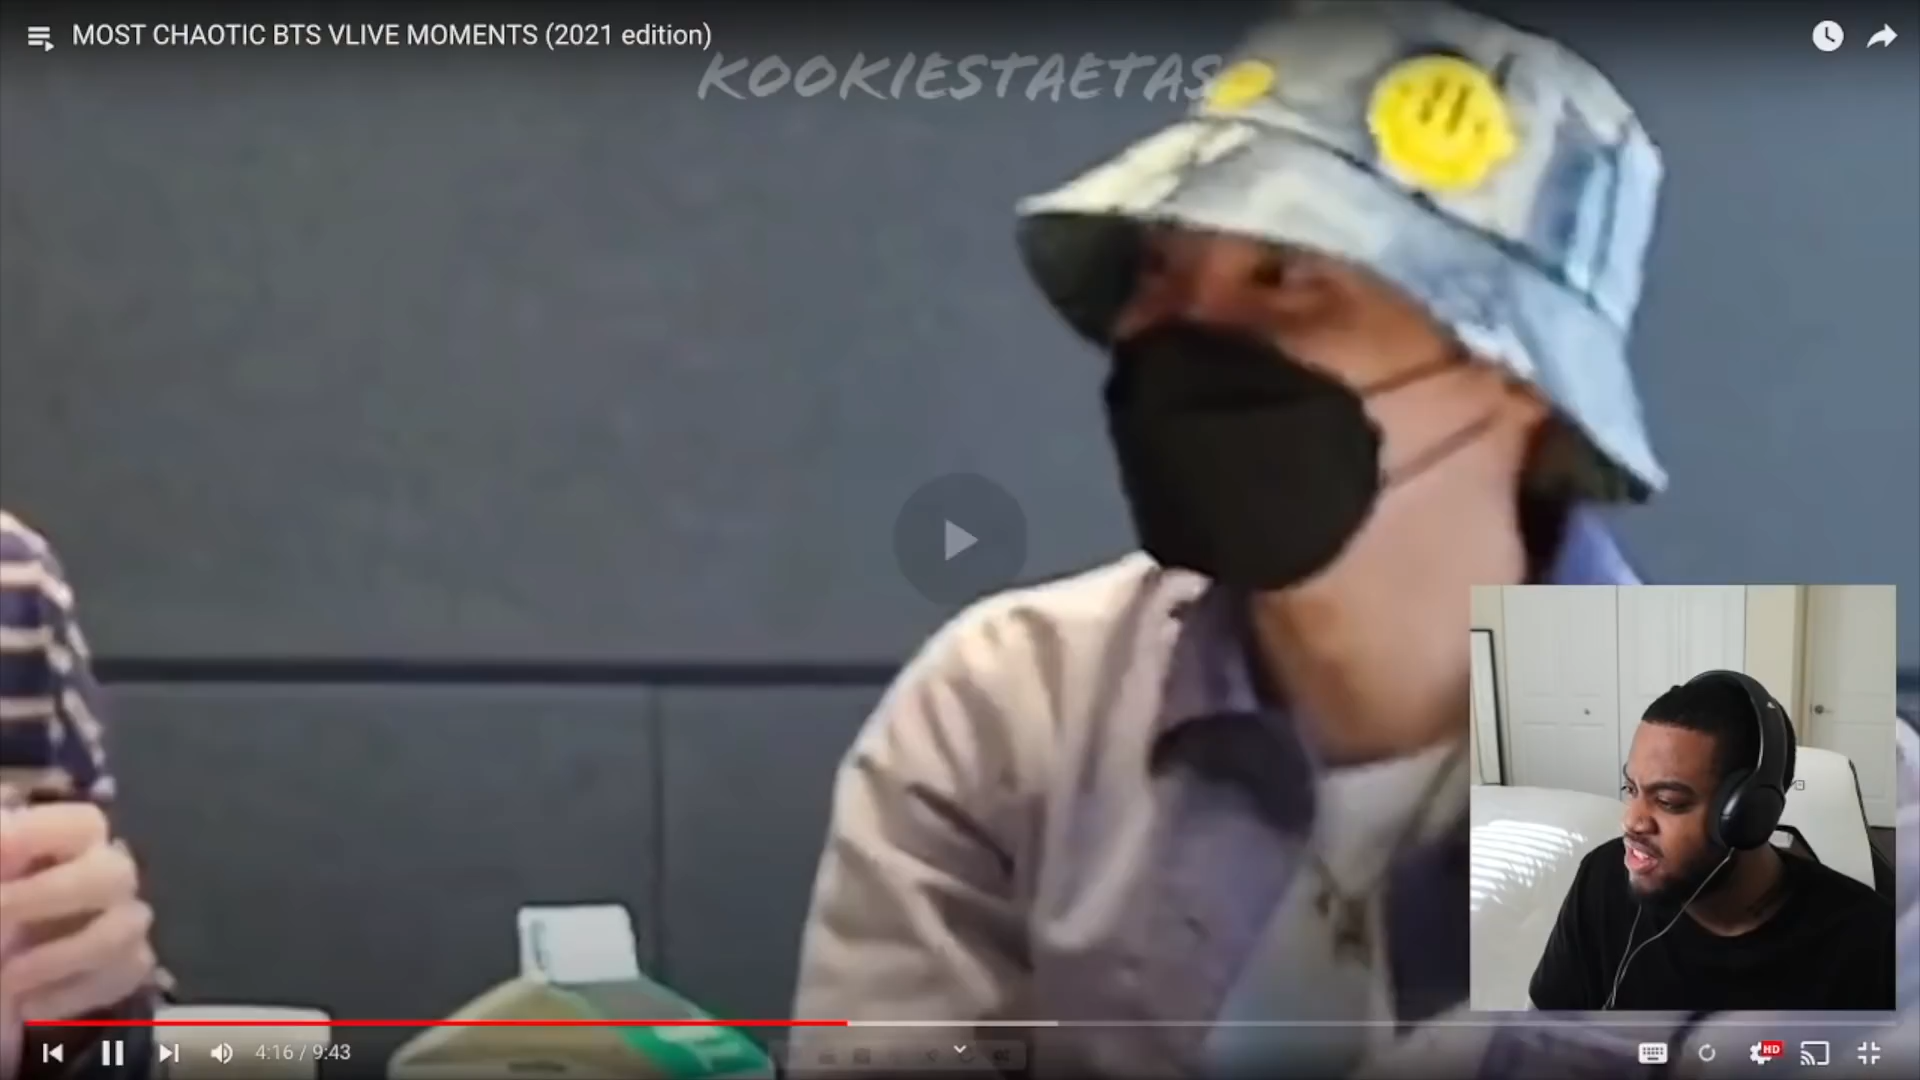 MOST CHAOTIC BTS VLIVE MOMENTS (2021 edition)
KOOKIESTAETAS
4:16 / 9:43
HD